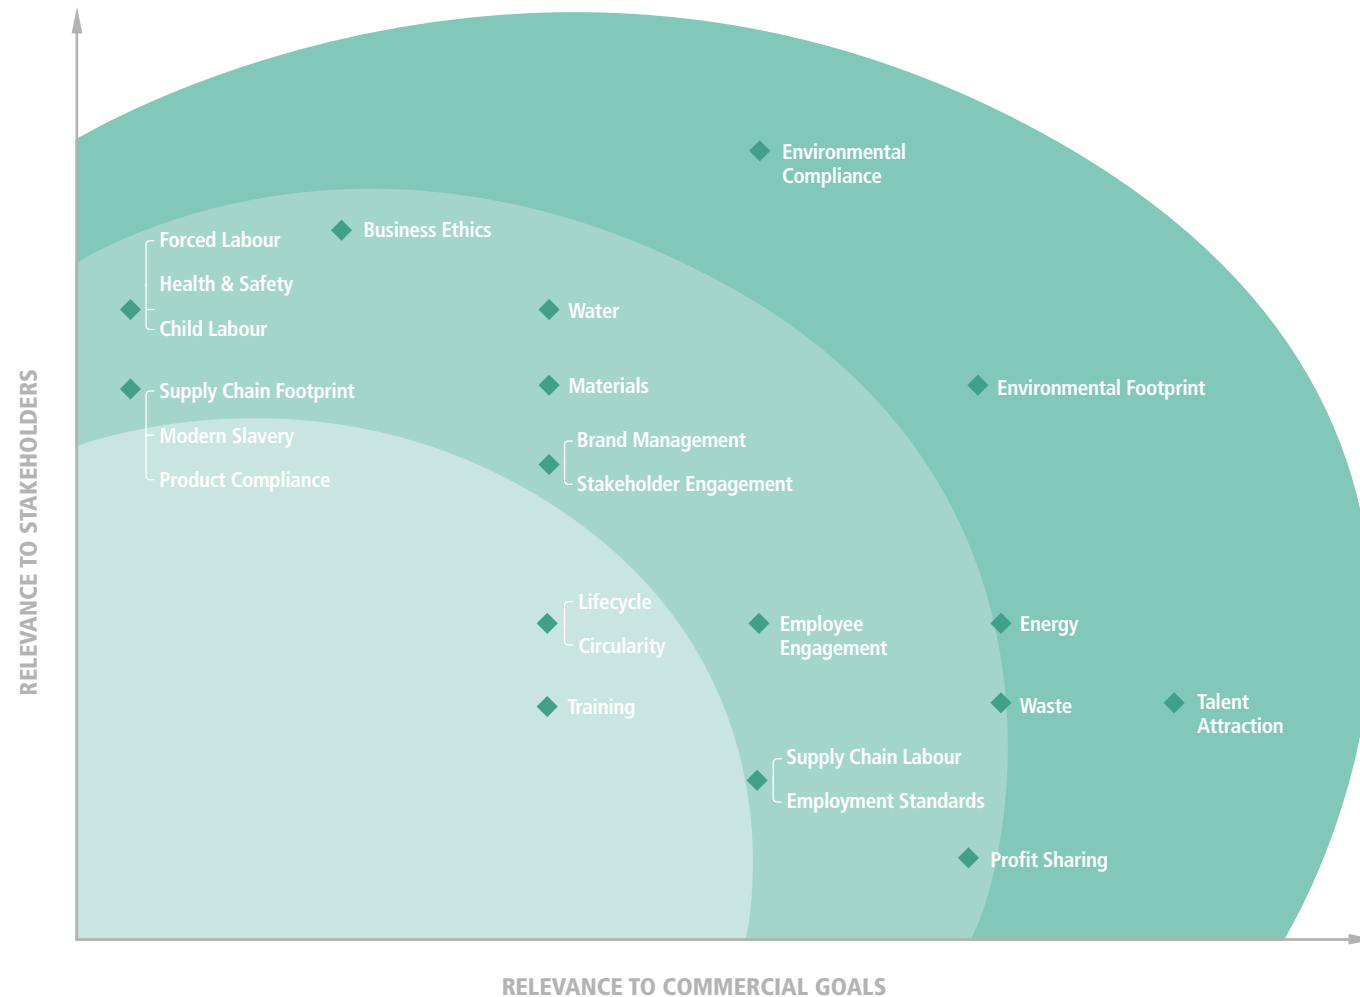 Environmental
Compliance
Business Ethics
Forced Labour
Health & Safety
Child Labour
Water
Supply Chain Footprint
Modern Slavery
Product Compliance
Materials
Environmental Footprint
Brand Management
Stakeholder Engagement
Lifecycle
Circularity
Employee
Engagement
Energy
Training
Waste
Talent
Attraction
Supply Chain Labour
Employment Standards
Profit Sharing
RELEVANCE TO STAKEHOLDERS
RELEVANCE TO COMMERCIAL GOALS